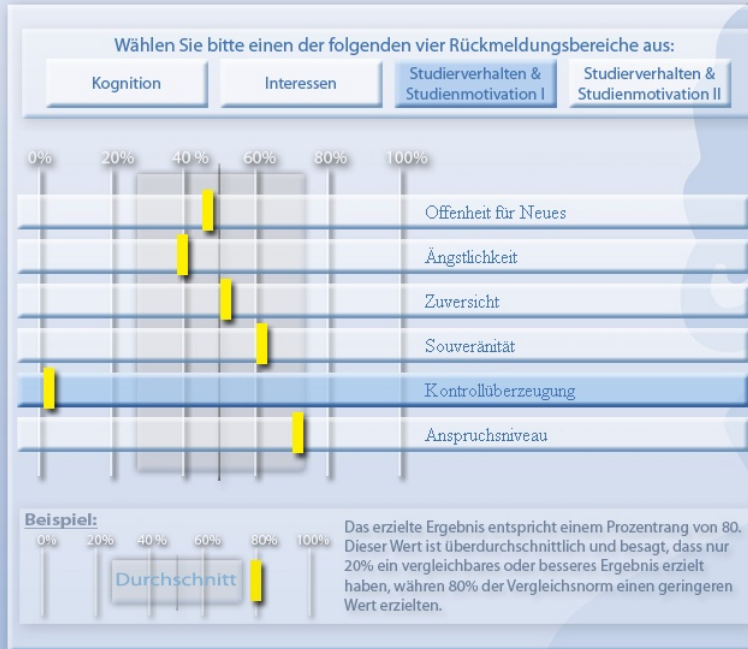 Wählen Sie bitte einen der folgenden vier Rückmeldungsbereiche aus:
Kognition
Interessen
Studierverhalten &
Studienmotivation I
Studierverhalten &
Studienmotivation II
0% 20% 40 % 60% 80% 100%
Offenheit für Neues
Ängstlichkeit
Zuversicht
Souveränität
Kontrollüberzeugung
Anspruchsniveau
Beispiel:
0% 20% 40 % 60% 80% 100%
Durchschnitt
Das erzielte Ergebnis entspricht einem Prozentrang von 80.
Dieser Wert ist überdurchschnittlich und besagt, dass nur
20% ein vergleichbares oder besseres Ergebnis erzielt
haben, währen 80% der Vergleichsnorm einen geringeren
Wert erzielten.